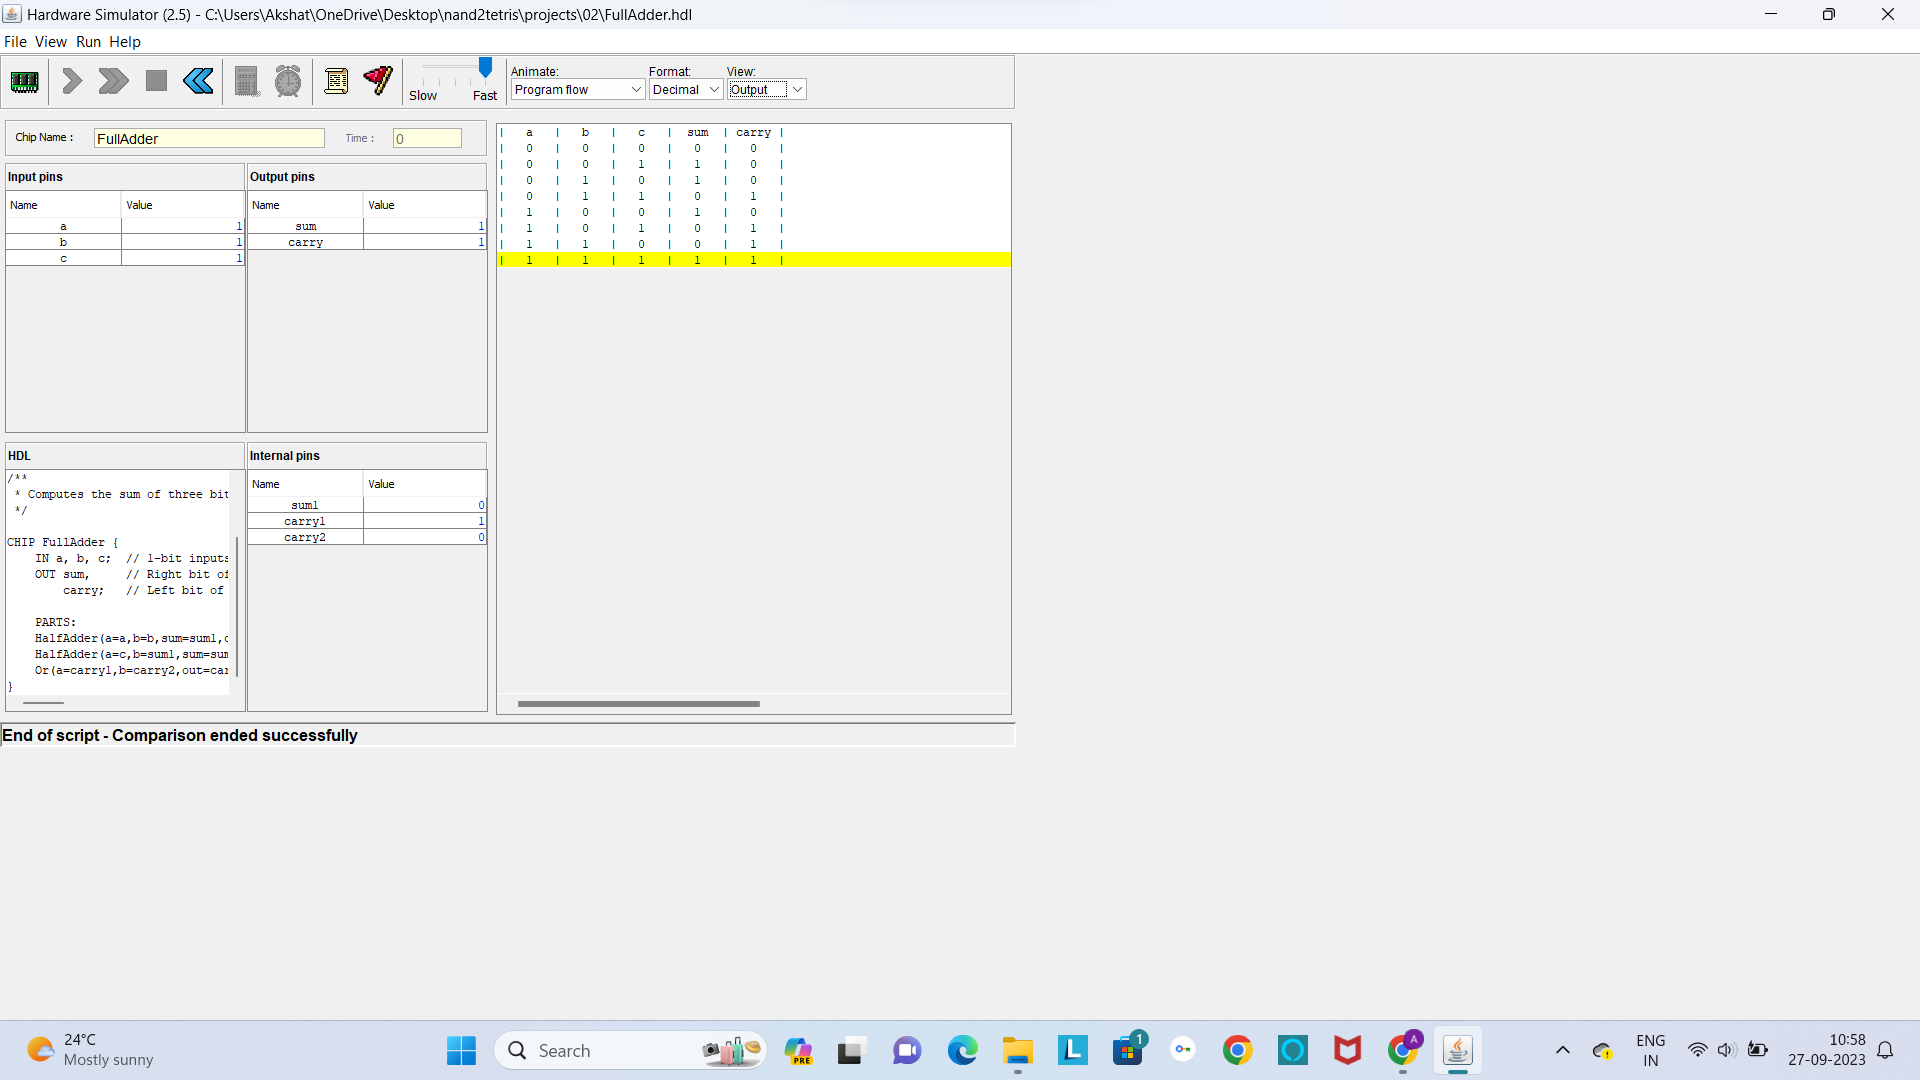 Hardware Simulator (2.5) - C:\Users\Akshat\OneDrive\Desktop\nand2tetris\projects\02\FullAdder.hdl
File View Run Help
Slow Fast
Animate: Format: View:
Program flow Decimal Output
Chip Name : FullAdder Time : 0
Input pins
Name Value
a 1
b 1
c 1
Output pins
Name Value
sum 1
carry 1
HDL
/**
* Computes the sum of three bit
*/
CHIP FullAdder {
IN a, b, c; // 1-bit inputs
OUT sum, // Right bit of
carry; // Left bit of
PARTS:
HalfAdder(a=a,b=b,sum=sum1,c
HalfAdder(a=c,b=sum1,sum=sum
Or(a=carry1,b=carry2,out=car
}
Internal pins
Name Value
sum1 0
carry1 1
carry2 0
| a | b | c | sum | carry |
| 0 | 0 | 0 | 0 | 0 |
| 0 | 0 | 1 | 1 | 0 |
| 0 | 1 | 0 | 1 | 0 |
| 0 | 1 | 1 | 0 | 1 |
| 1 | 0 | 0 | 1 | 0 |
| 1 | 0 | 1 | 0 | 1 |
| 1 | 1 | 0 | 0 | 1 |
| 1 | 1 | 1 | 1 | 1 |
End of script - Comparison ended successfully
24°C
Mostly sunny
Search
PRE
L
1
A
ENG
IN
10:58
27-09-2023